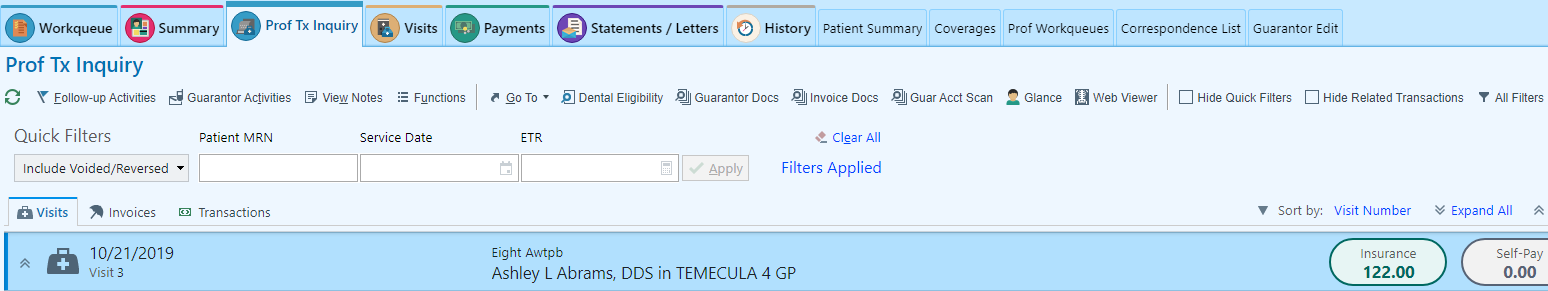 Workqueue Summary Prof Tx Inquiry Visits Payments Statements / Letters History Patient Summary Coverages Prof Workqueues Correspondence List Guarantor Edit
Prof Tx Inquiry
Follow-up Activities Guarantor Activities View Notes Functions Go To Dental Eligibility Guarantor Docs Invoice Docs Guar Acct Scan Glance Web Viewer Hide Quick Filters Hide Related Transactions All Filters
Quick Filters Patient MRN Service Date ETR Clear All
Include Voided/Reversed Apply Filters Applied
Visits Invoices Transactions Sort by: Visit Number Expand All
10/21/2019 Eight Awtpb Insurance Self-Pay
Visit 3 Ashley L Abrams, DDS in TEMECULA 4 GP 122.00 0.00